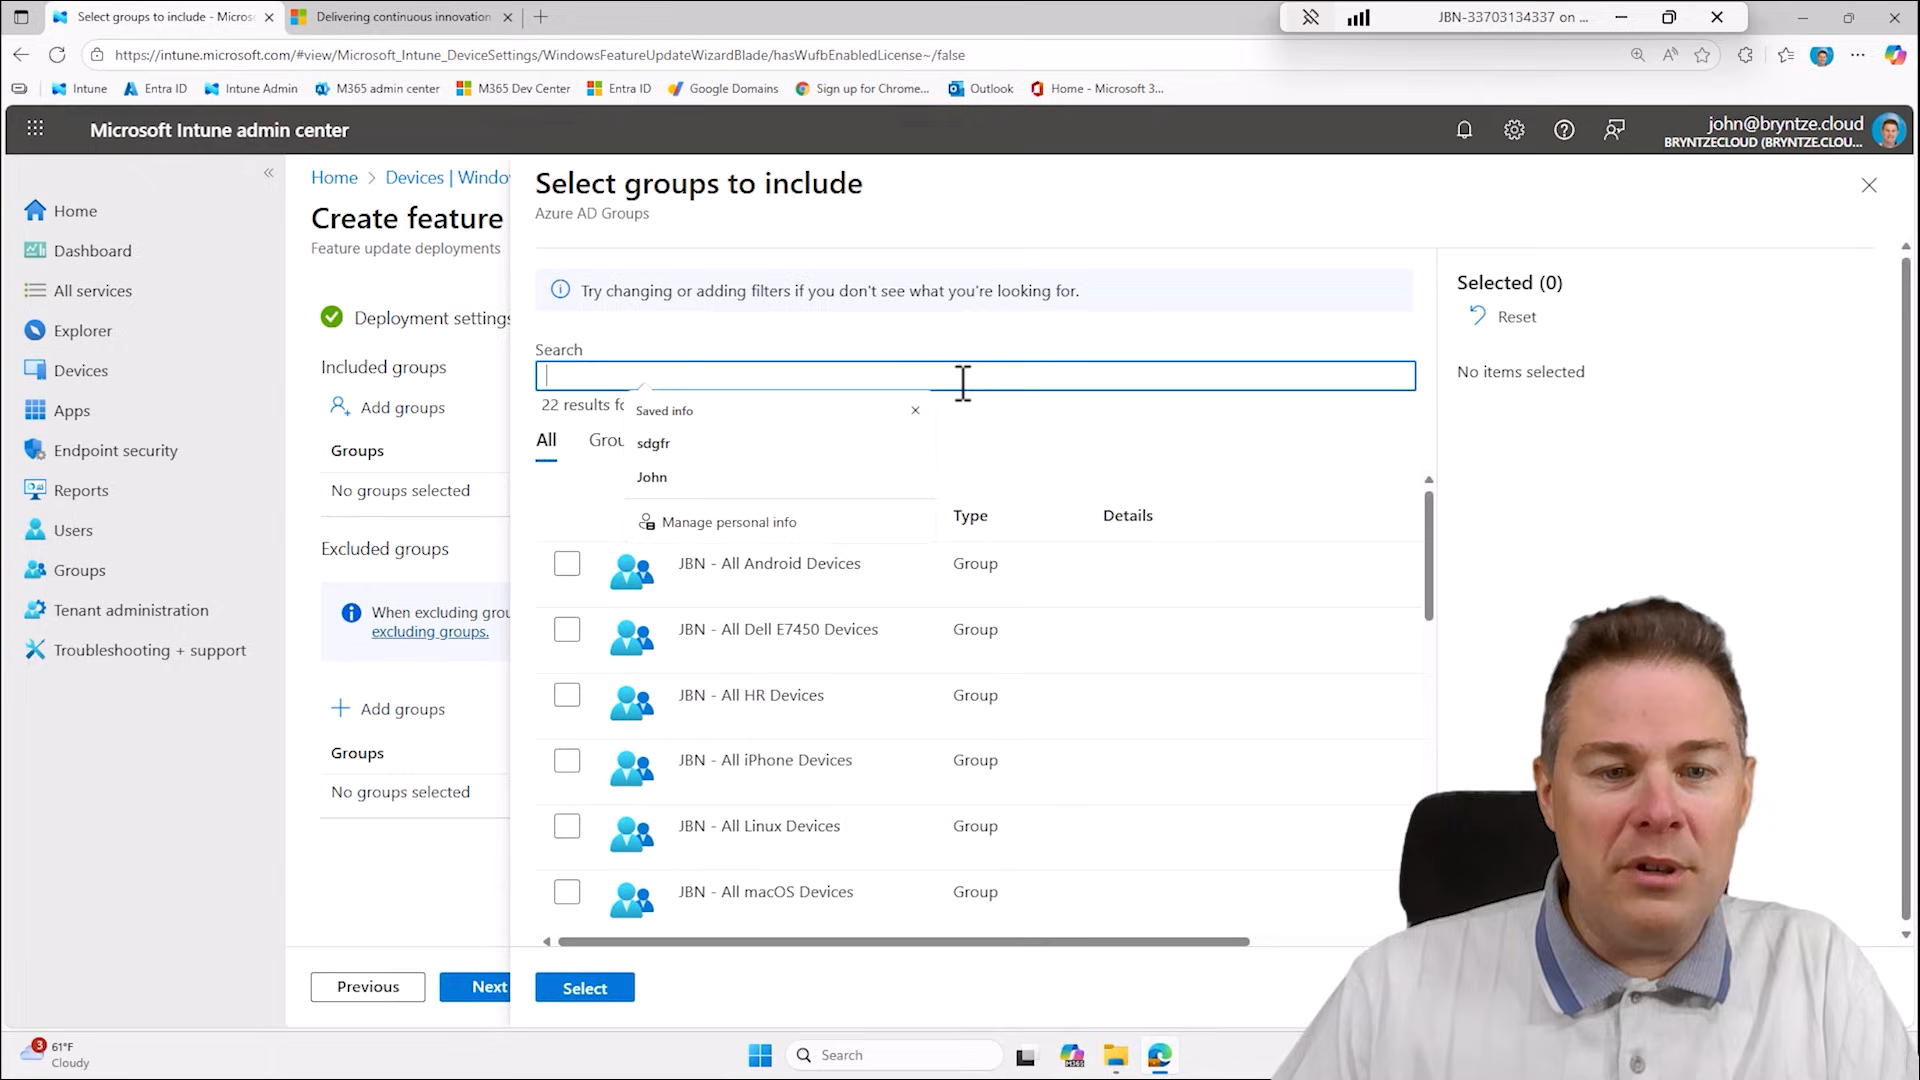 Select groups to include - Micros
Delivering continuous innovation
JBN-33703134337 on ...
https://intune.microsoft.com/#view/Microsoft_Intune_DeviceSettings/WindowsFeatureUpdateWizardBlade/hasWufbEnabledLicense~/false
Intune
Entra ID
Intune Admin
M365 admin center
M365 Dev Center
Entra ID
Google Domains
Sign up for Chrome...
Outlook
Home - Microsoft 3...
Microsoft Intune admin center
john@bryntze.cloud
BRYNTZECLOUD (BRYNTZE.CLOU...
Home
Dashboard
All services
Explorer
Devices
Apps
Endpoint security
Reports
Users
Groups
Tenant administration
Troubleshooting + support
Home > Devices | Windo
Create feature
Feature update deployments
Deployment settings
Included groups
Add groups
Groups
No groups selected
Excluded groups
When excluding grou
excluding groups.
Add groups
Groups
No groups selected
Previous
Next
Select groups to include
Azure AD Groups
Try changing or adding filters if you don't see what you're looking for.
Search
22 results fo
All
Grou
Saved info
sdgfr
John
Manage personal info
Type
Details
JBN - All Android Devices
Group
JBN - All Dell E7450 Devices
Group
JBN - All HR Devices
Group
JBN - All iPhone Devices
Group
JBN - All Linux Devices
Group
JBN - All macOS Devices
Group
Select
Selected (0)
Reset
No items selected
3
61°F
Cloudy
Search